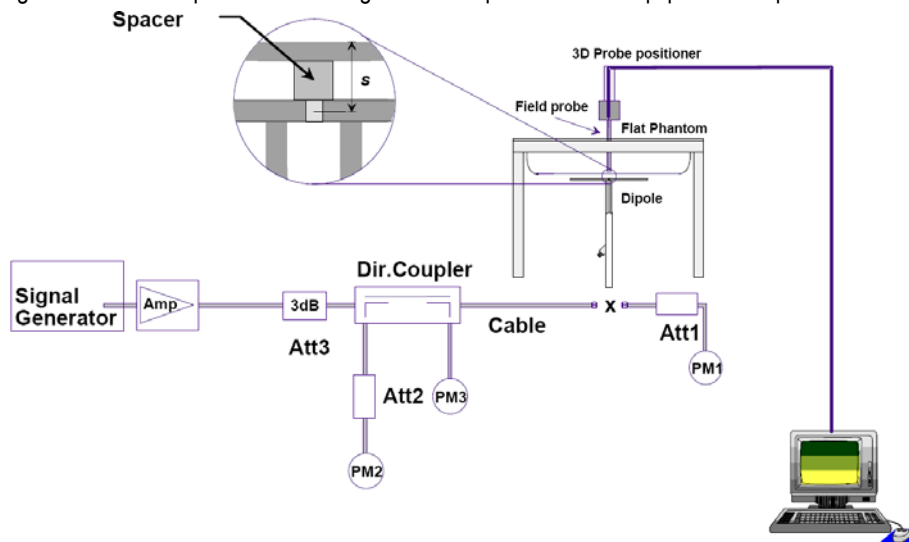 Spacer
s
3D Probe positioner
Field probe
Flat Phantom
Dipole
Signal
Generator
Amp
3dB
Att3
Dir.Coupler
Cable
X
Att1
PM1
Att2
PM3
PM2